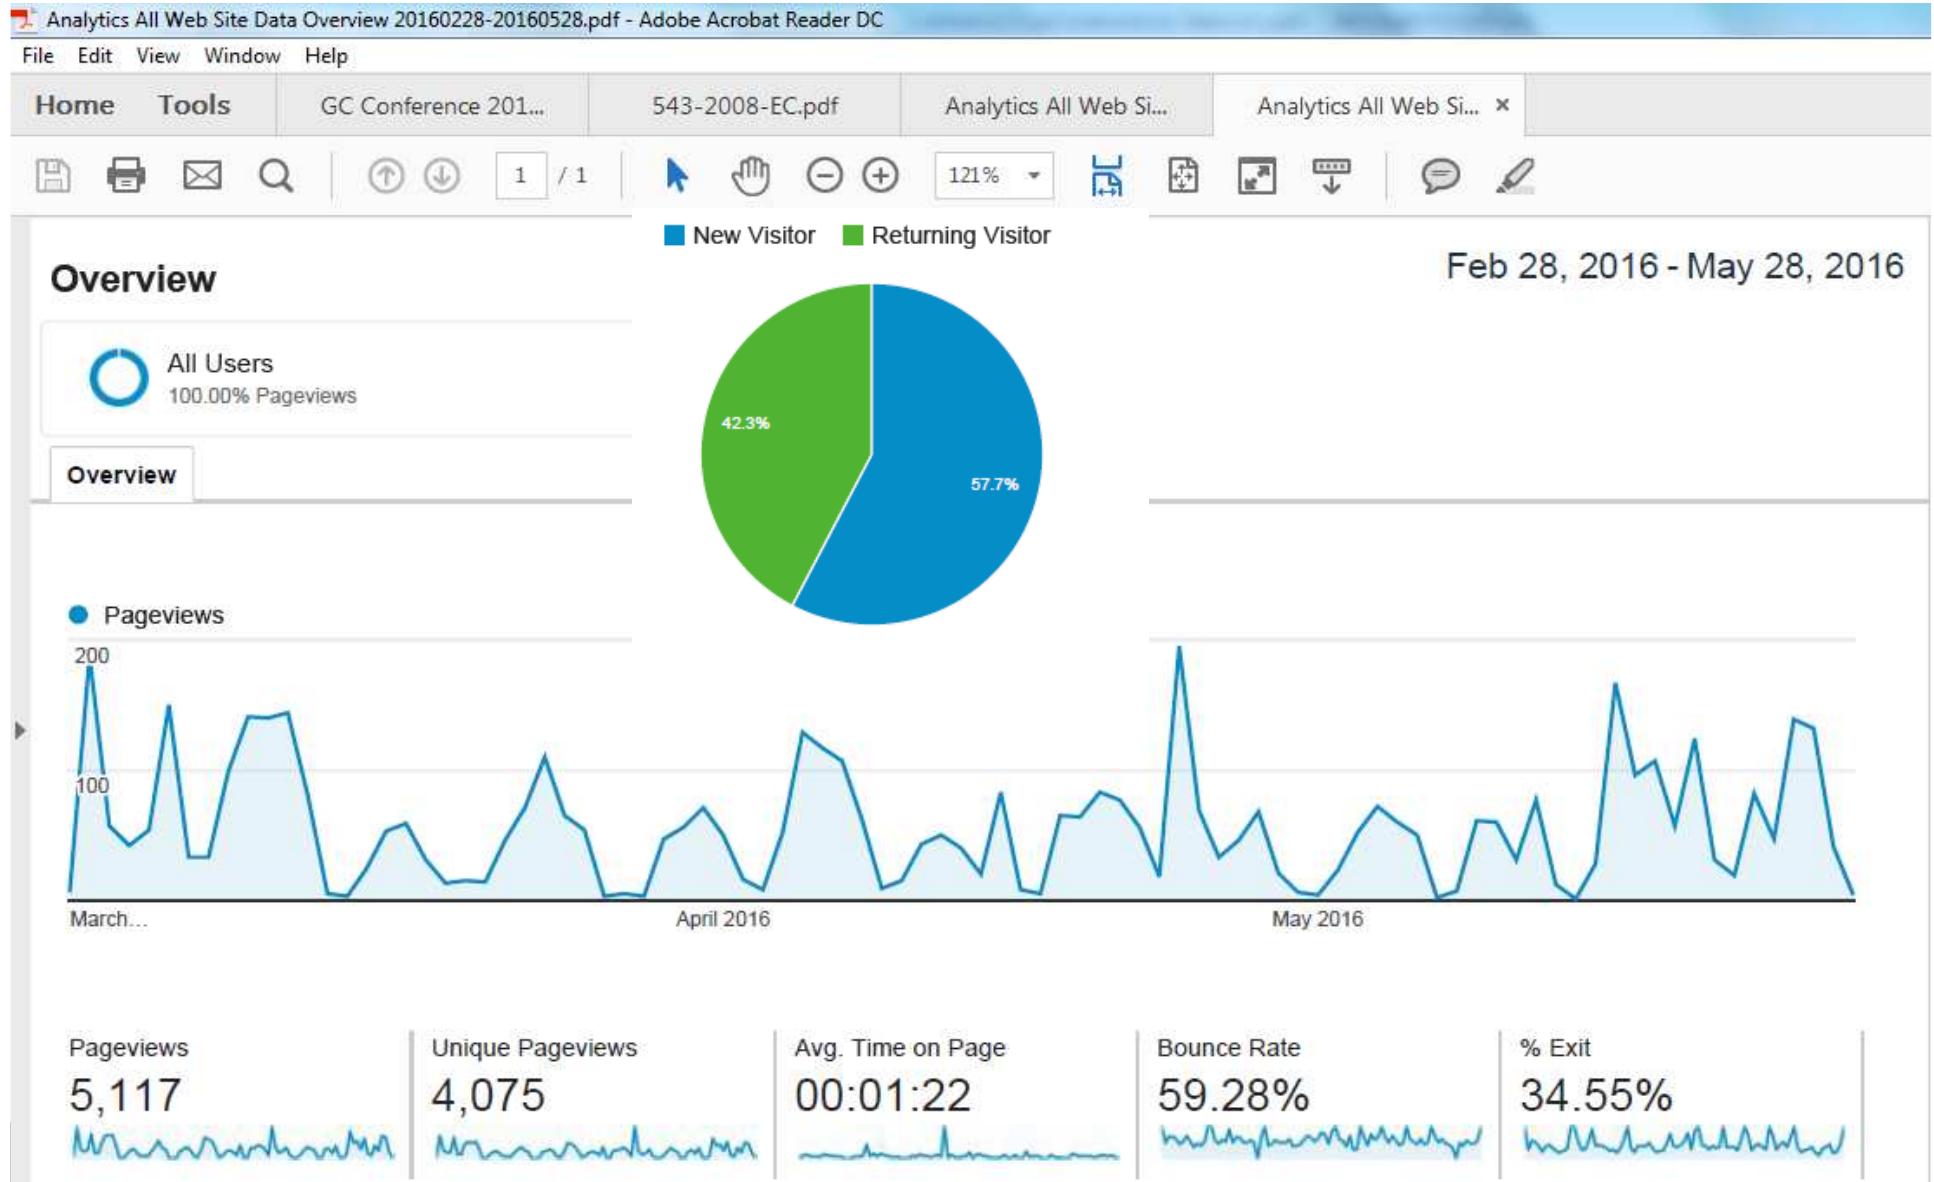 Analytics All Web Site Data Overview 20160228-20160528.pdf - Adobe Acrobat Reader DC
File Edit View Window Help
Home Tools GC Conference 201... 543-2008-EC.pdf Analytics All Web Si... Analytics All Web Si... ×
1 / 1 121%
New Visitor Returning Visitor
Overview
Feb 28, 2016 - May 28, 2016
All Users
100.00% Pageviews
42.3%
57.7%
Overview
Pageviews
200
100
March... April 2016 May 2016
Pageviews Unique Pageviews Avg. Time on Page Bounce Rate % Exit
5,117 4,075 00:01:22 59.28% 34.55%